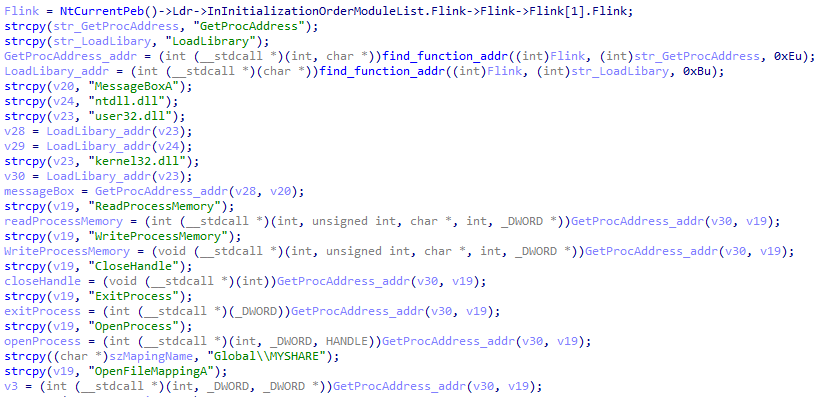 Flink = NtCurrentPeb()->Ldr->InInitializationOrderModuleList.Flink->Flink->Flink[1].Flink;
strcpy(str_GetProcAddress, "GetProcAddress");
strcpy(str_LoadLibary, "LoadLibrary");
GetProcAddress_addr = (int (__stdcall *)(int, char *))find_function_addr((int)Flink, (int)str_GetProcAddress, 0xEu);
LoadLibary_addr = (int (__stdcall *)(char *))find_function_addr((int)Flink, (int)str_LoadLibary, 0xBu);
strcpy(v20, "MessageBoxA");
strcpy(v24, "ntdll.dll");
strcpy(v23, "user32.dll");
v28 = LoadLibary_addr(v23);
v29 = LoadLibary_addr(v24);
strcpy(v23, "kernel32.dll");
v30 = LoadLibary_addr(v23);
messageBox = GetProcAddress_addr(v28, v20);
strcpy(v19, "ReadProcessMemory");
readProcessMemory = (int (__stdcall *)(int, unsigned int, char *, int, _DWORD *))GetProcAddress_addr(v30, v19);
strcpy(v19, "WriteProcessMemory");
WriteProcessMemory = (void (__stdcall *)(int, unsigned int, char *, int, _DWORD *))GetProcAddress_addr(v30, v19);
strcpy(v19, "CloseHandle");
closeHandle = (void (__stdcall *)(int))GetProcAddress_addr(v30, v19);
strcpy(v19, "ExitProcess");
exitProcess = (int (__stdcall *)(_DWORD))GetProcAddress_addr(v30, v19);
strcpy(v19, "OpenProcess");
openProcess = (int (__stdcall *)(int, _DWORD, HANDLE))GetProcAddress_addr(v30, v19);
strcpy((char *)szMapingName, "Global\\MYSHARE");
strcpy(v19, "OpenFileMappingA");
v3 = (int (__stdcall *)(int, _DWORD, _DWORD *))GetProcAddress_addr(v30, v19);